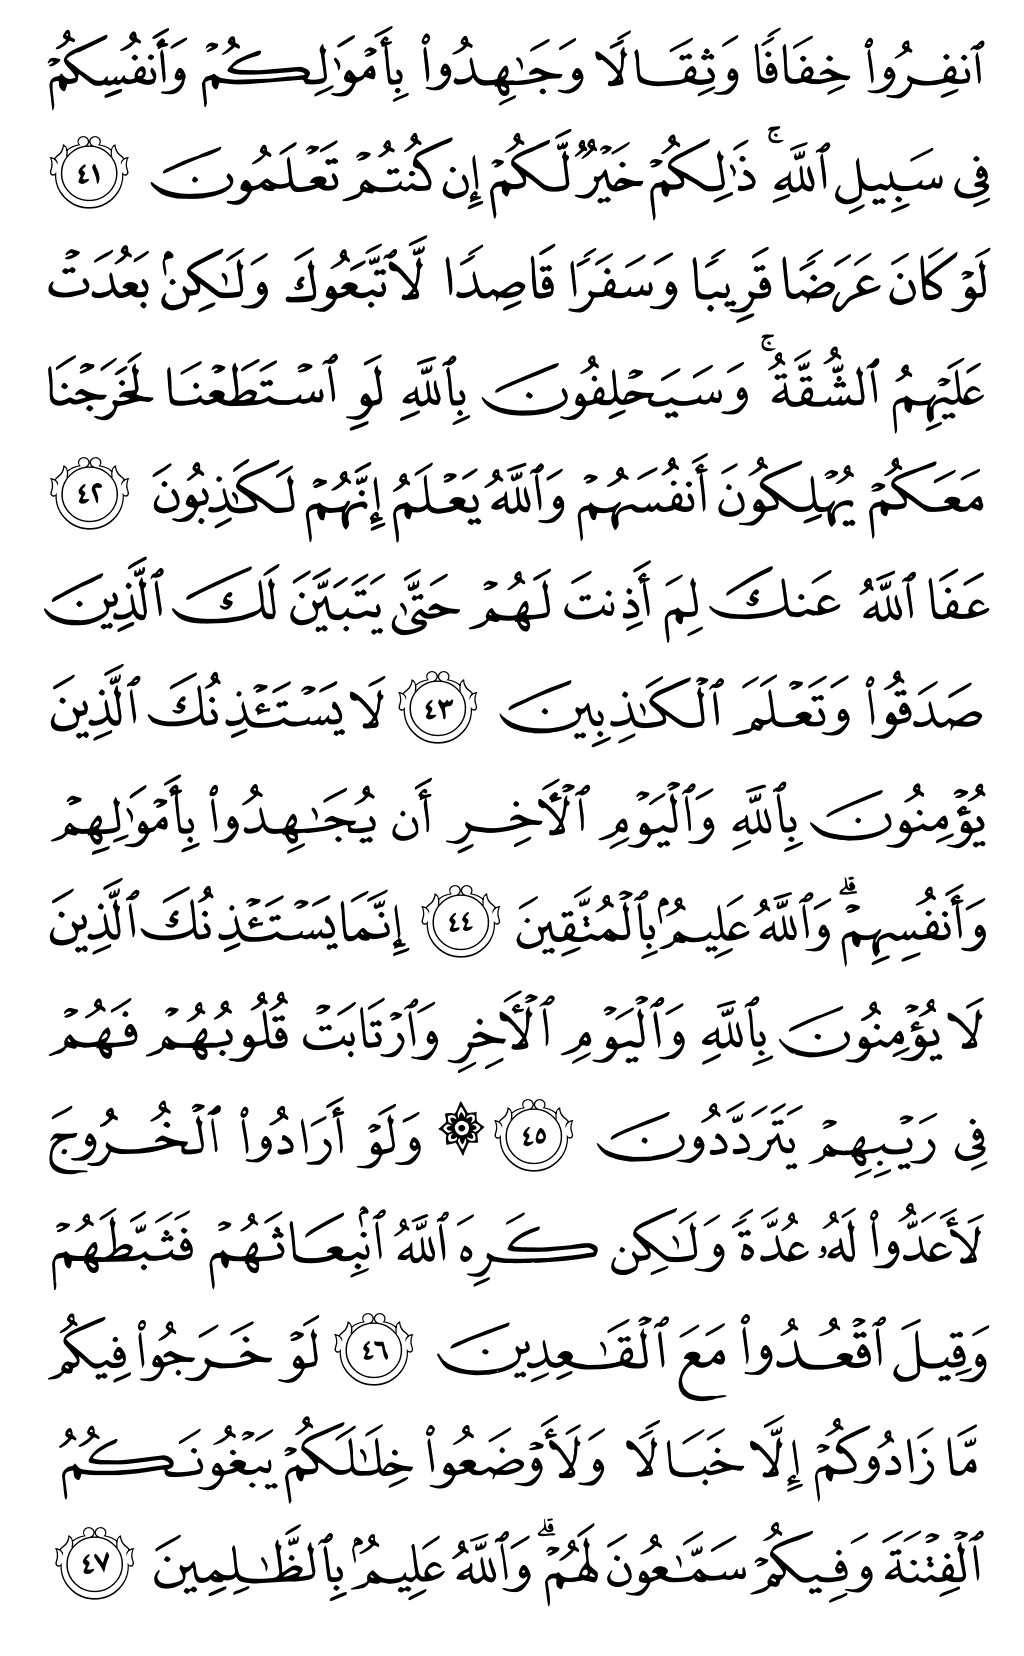 ٱنفِرُوا۟ خِفَافًۭا وَثِقَالًۭا وَجَـٰهِدُوا۟ بِأَمْوَٰلِكُمْ وَأَنفُسِكُمْ
فِى سَبِيلِ ٱللَّهِ ۚ ذَٰلِكُمْ خَيْرٌۭ لَّكُمْ إِن كُنتُمْ تَعْلَمُونَ ٤١
لَوْ كَانَ عَرَضًۭا قَرِيبًۭا وَسَفَرًۭا قَاصِدًۭا لَّٱتَّبَعُوكَ وَلَـٰكِنۢ بَعُدَتْ
عَلَيْهِمُ ٱلشُّقَّةُ ۚ وَسَيَحْلِفُونَ بِٱللَّهِ لَوِ ٱسْتَطَعْنَا لَخَرَجْنَا
مَعَكُمْ يُهْلِكُونَ أَنفُسَهُمْ وَٱللَّهُ يَعْلَمُ إِنَّهُمْ لَكَـٰذِبُونَ ٤٢
عَفَا ٱللَّهُ عَنكَ لِمَ أَذِنتَ لَهُمْ حَتَّىٰ يَتَبَيَّنَ لَكَ ٱلَّذِينَ
صَدَقُوا۟ وَتَعْلَمَ ٱلْكَـٰذِبِينَ ٤٣ لَا يَسْتَـْٔذِنُكَ ٱلَّذِينَ
يُؤْمِنُونَ بِٱللَّهِ وَٱلْيَوْمِ ٱلْـَٔاخِرِ أَن يُجَـٰهِدُوا۟ بِأَمْوَٰلِهِمْ
وَأَنفُسِهِمْ ۗ وَٱللَّهُ عَلِيمٌۢ بِٱلْمُتَّقِينَ ٤٤ إِنَّمَا يَسْتَـْٔذِنُكَ ٱلَّذِينَ
لَا يُؤْمِنُونَ بِٱللَّهِ وَٱلْيَوْمِ ٱلْـَٔاخِرِ وَٱرْتَابَتْ قُلُوبُهُمْ فَهُمْ
فِى رَيْبِهِمْ يَتَرَدَّدُونَ ٤٥ ۞ وَلَوْ أَرَادُوا۟ ٱلْخُرُوجَ
لَأَعَدُّوا۟ لَهُۥ عُدَّةًۭ وَلَـٰكِن كَرِهَ ٱللَّهُ ٱنۢبِعَاثَهُمْ فَثَبَّطَهُمْ
وَقِيلَ ٱقْعُدُوا۟ مَعَ ٱلْقَـٰعِدِينَ ٤٦ لَوْ خَرَجُوا۟ فِيكُم
مَّا زَادُوكُمْ إِلَّا خَبَالًۭا وَلَأَوْضَعُوا۟ خِلَـٰلَكُمْ يَبْغُونَكُمُ
ٱلْفِتْنَةَ وَفِيكُمْ سَمَّـٰعُونَ لَهُمْ ۗ وَٱللَّهُ عَلِيمٌۢ بِٱلظَّـٰلِمِينَ ٤٧